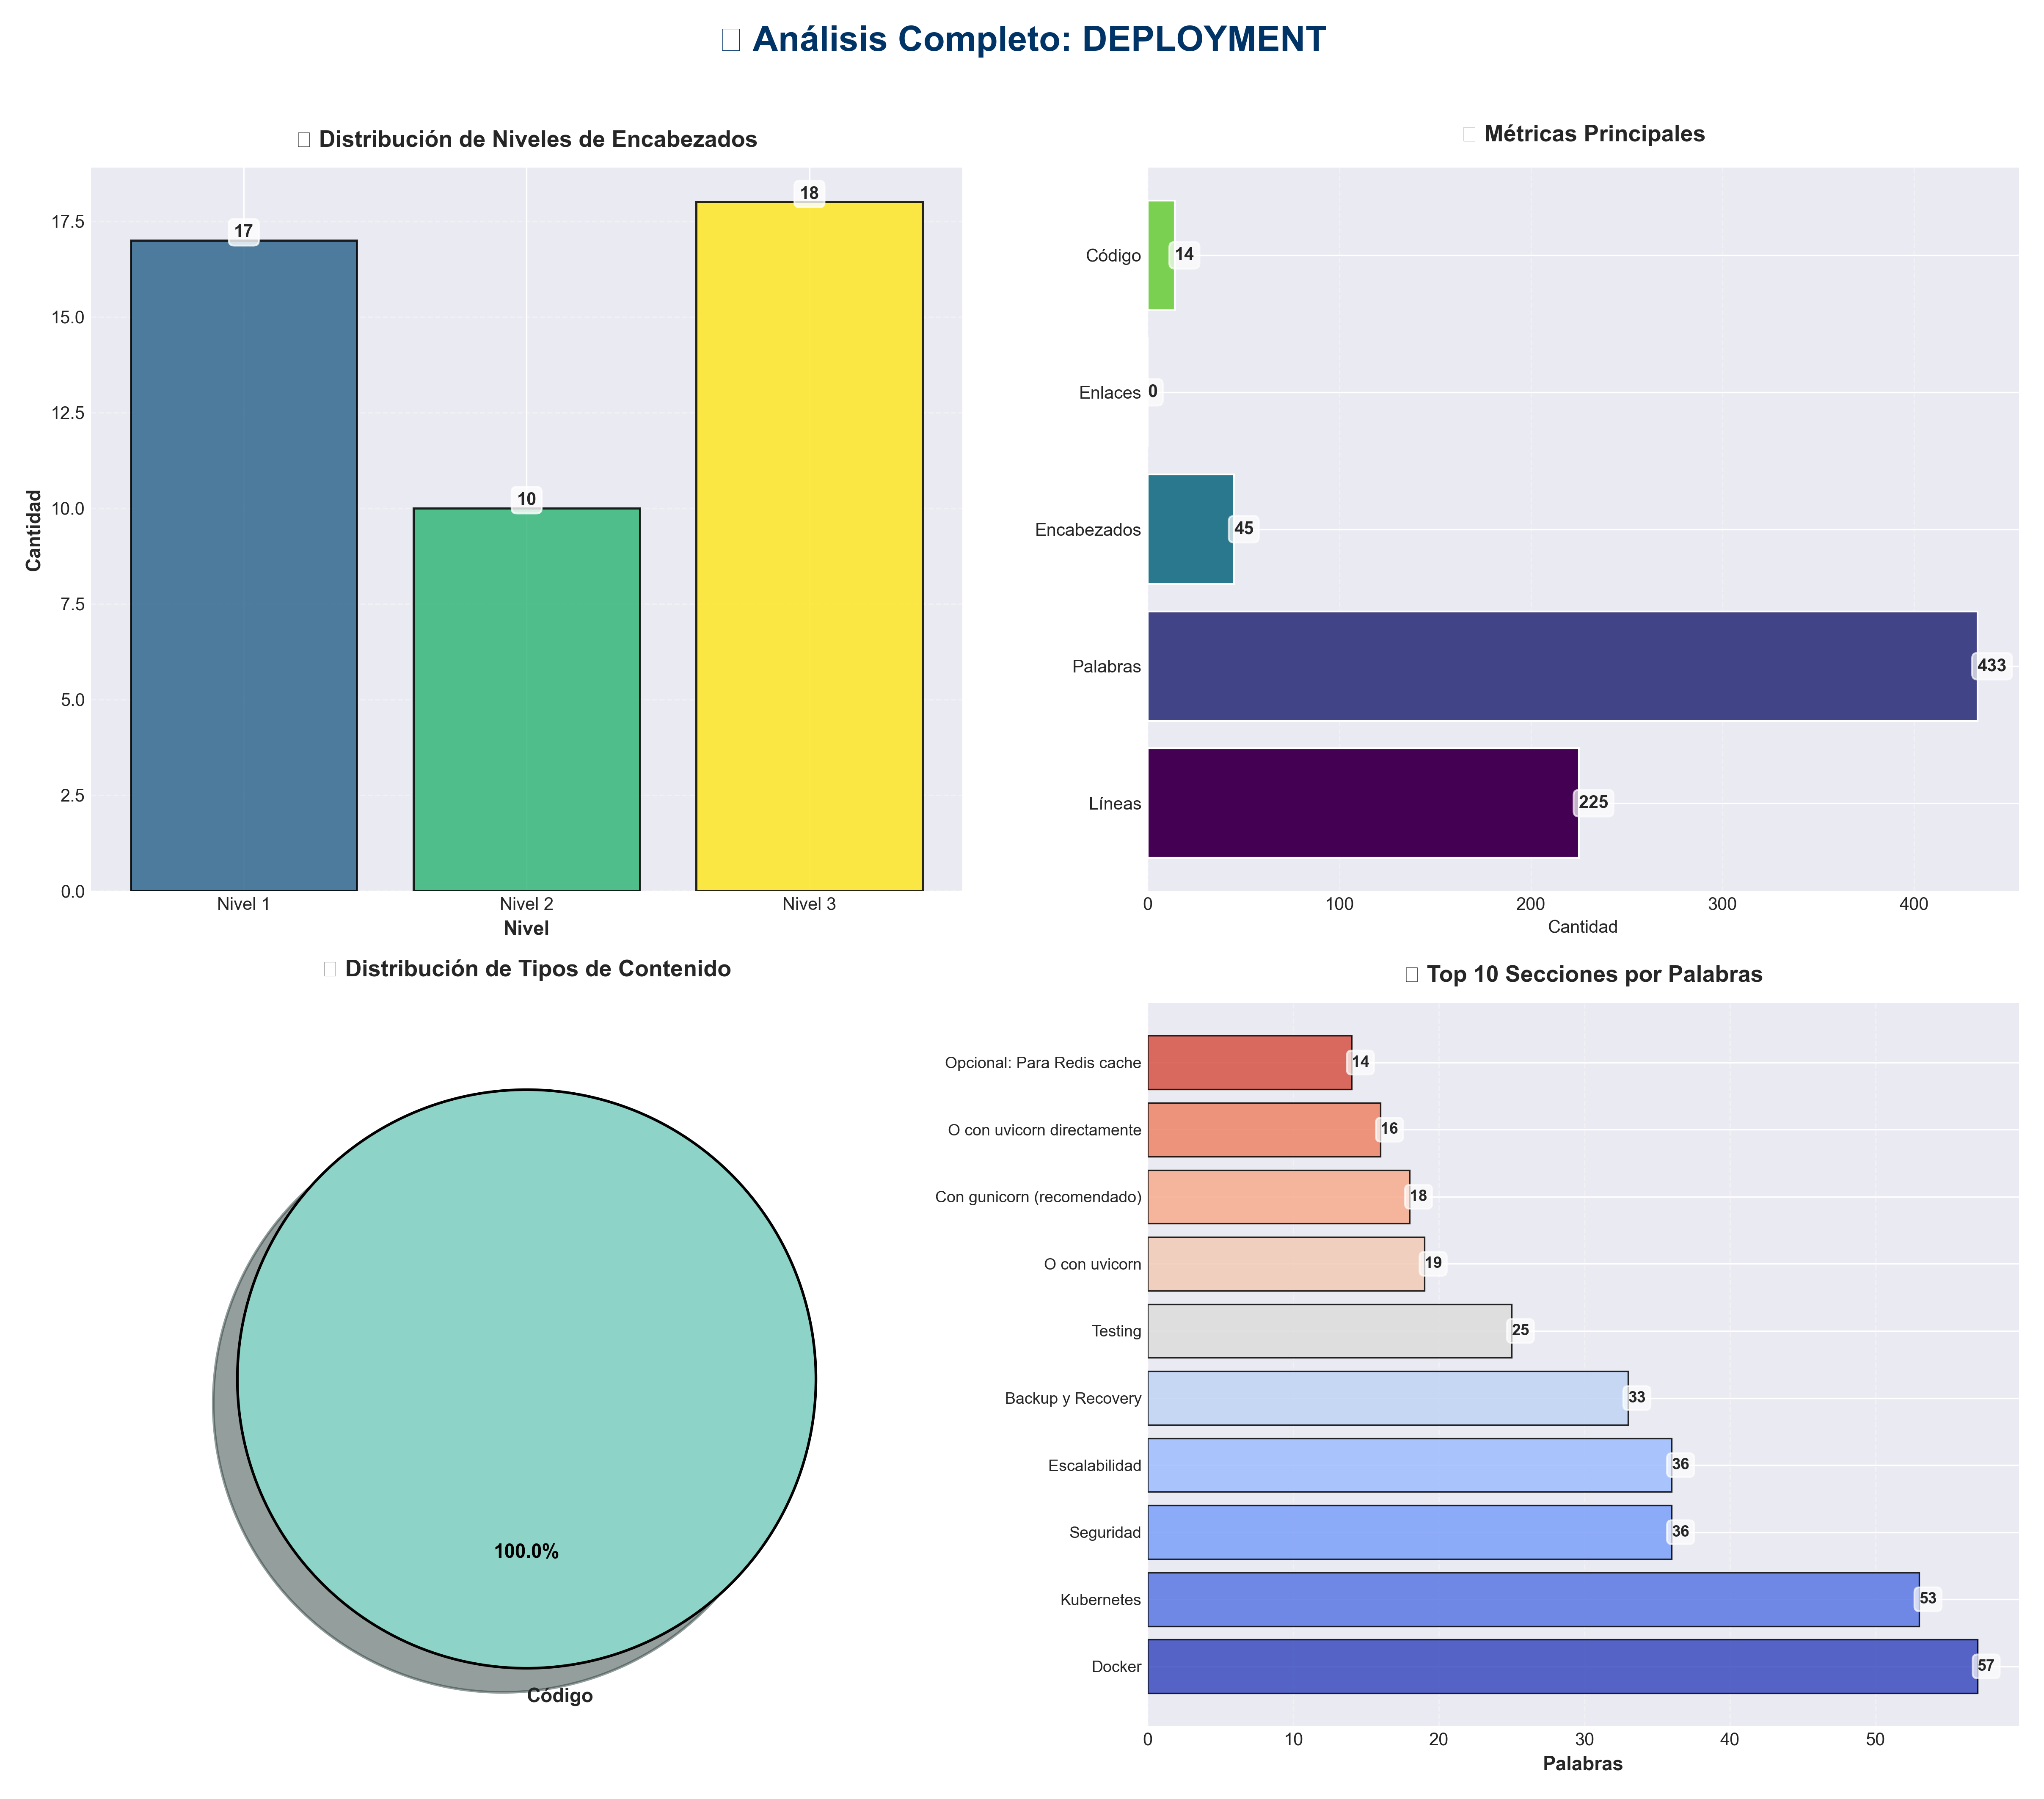 Análisis Completo: DEPLOYMENT
Distribución de Niveles de Encabezados
17.5
15.0
12.5
10.0
7.5
5.0
2.5
0.0
Cantidad
17
10
18
Nivel 1
Nivel 2
Nivel 3
Nivel
Métricas Principales
Código
14
Enlaces
0
Encabezados
45
Palabras
433
Líneas
225
0
100
200
300
400
Cantidad
Distribución de Tipos de Contenido
100.0%
Código
Top 10 Secciones por Palabras
Opcional: Para Redis cache
14
O con uvicorn directamente
16
Con gunicorn (recomendado)
18
O con uvicorn
19
Testing
25
Backup y Recovery
33
Escalabilidad
36
Seguridad
36
Kubernetes
53
Docker
57
0
10
20
30
40
50
Palabras